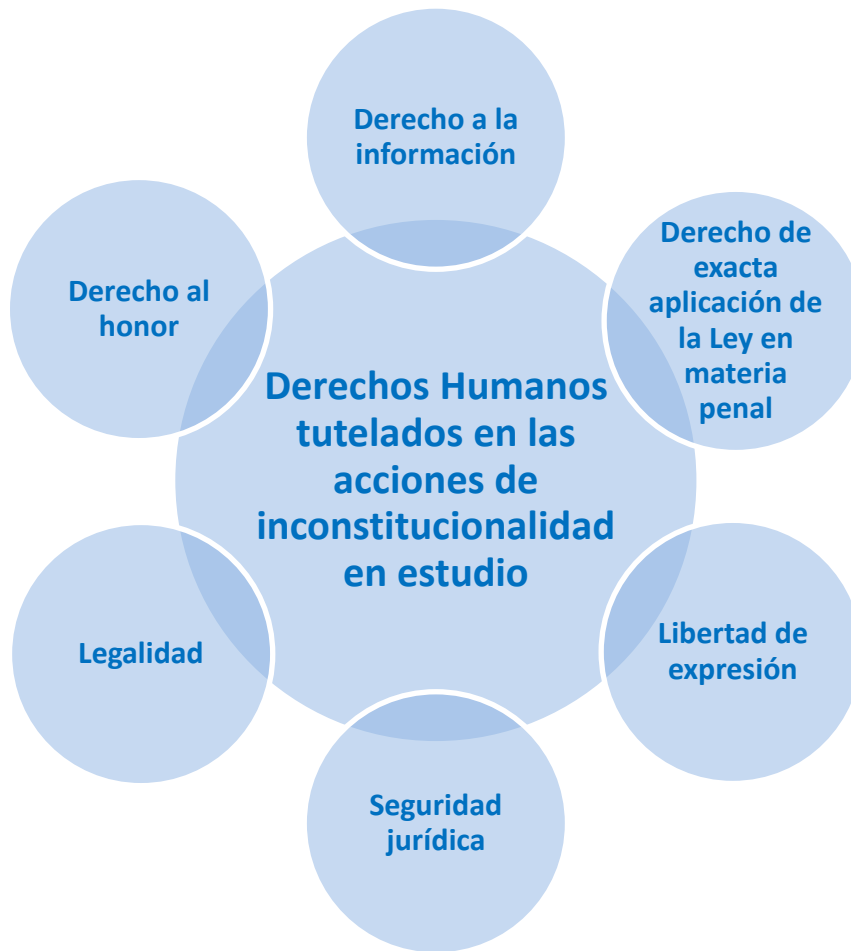 Derecho a la
información
Derecho de
exacta
aplicación de
la Ley en
materia
penal
Derecho al
honor
Derechos Humanos
tutelados en las
acciones de
inconstitucionalidad
en estudio
Legalidad
Libertad de
expresión
Seguridad
jurídica